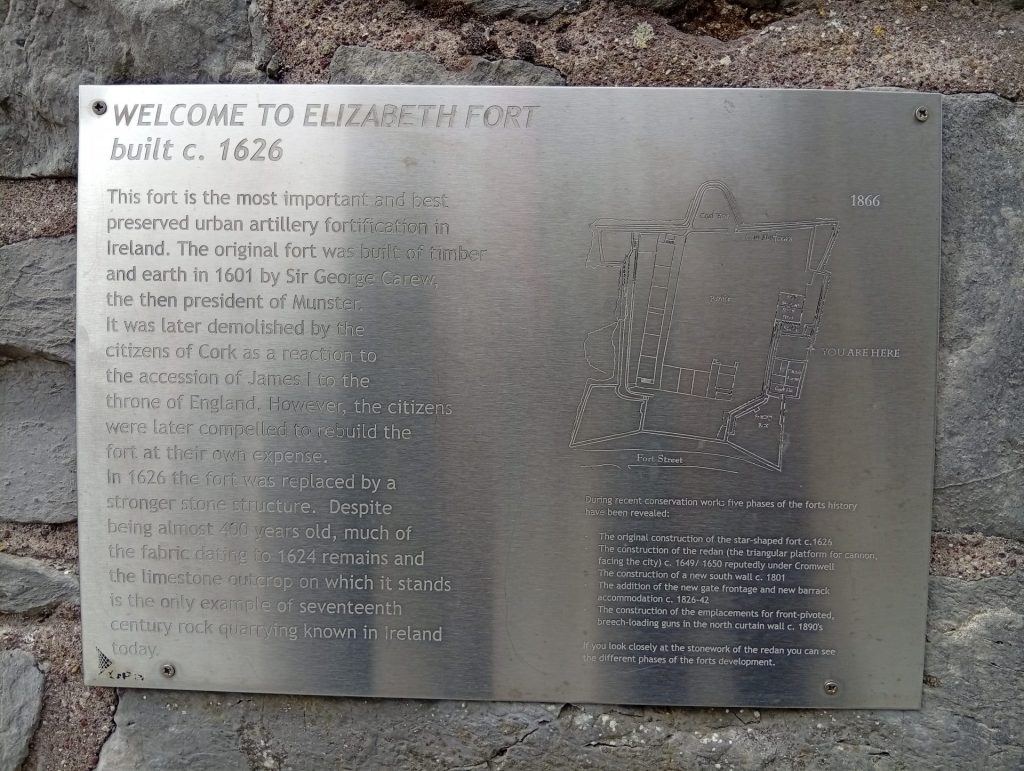 WELCOME TO ELIZABETH FORT
built c. 1626
This fort is the most important and best
preserved urban artillery fortification in
Ireland. The original fort was built of timber
and earth in 1601 by Sir George Carew,
the then president of Munster.
It was later demolished by the
citizens of Cork as a reaction to
the accession of James I to the
throne of England. However, the citizens
were later compelled to rebuild the
fort at their own expense.
In 1626 the fort was replaced by a
stronger stone structure. Despite
being almost 400 years old, much of
the fabric dating to 1624 remains and
the limestone outcrop on which it stands
is the only example of seventeenth
century rock quarrying known in Ireland
today.
1866
YOU ARE HERE
Fort Street
During recent conservation works five phases of the forts history
have been revealed:
- The original construction of the star-shaped fort c.1626
- The construction of the redan (the triangular platform for cannon,
facing the city) c. 1649/ 1650 reputedly under Cromwell
The construction of a new south wall c. 1801
The addition of the new gate frontage and new barrack
accommodation c. 1826-42
The construction of the emplacements for front-pivoted,
breech-loading guns in the north curtain wall c. 1890's
If you look closely at the stonework of the redan you can see
the different phases of the forts development.